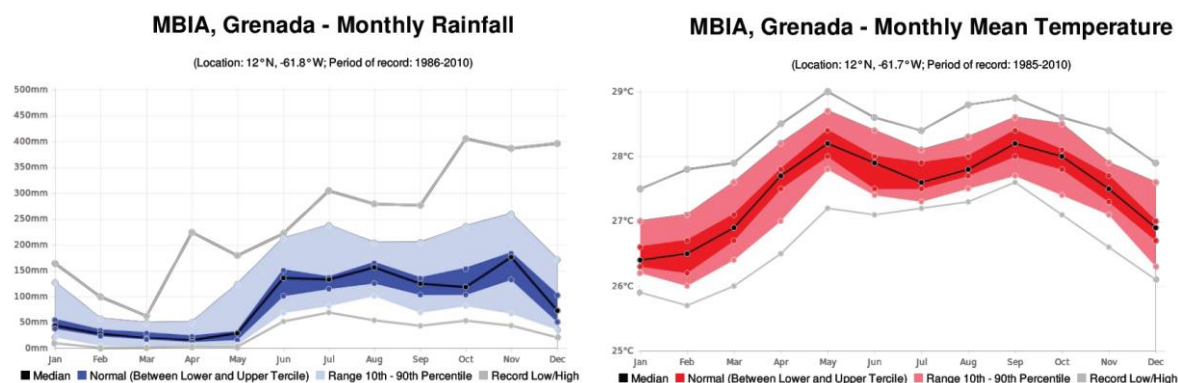 MBIA, Grenada - Monthly Rainfall
(Location: 12°N, -61.8°W; Period of record: 1986-2010)
500mm
450mm
400mm
350mm
300mm
250mm
200mm
150mm
100mm
50mm
0mm
Jan Feb Mar Apr May Jun Jul Aug Sep Oct Nov Dec
Median Normal (Between Lower and Upper Tercile) Range 10th - 90th Percentile Record Low/High
MBIA, Grenada - Monthly Mean Temperature
(Location: 12°N, -61.7°W; Period of record: 1985-2010)
29°C
28°C
27°C
26°C
25°C
Jan Feb Mar Apr May Jun Jul Aug Sep Oct Nov Dec
Median Normal (Between Lower and Upper Tercile) Range 10th - 90th Percentile Record Low/High